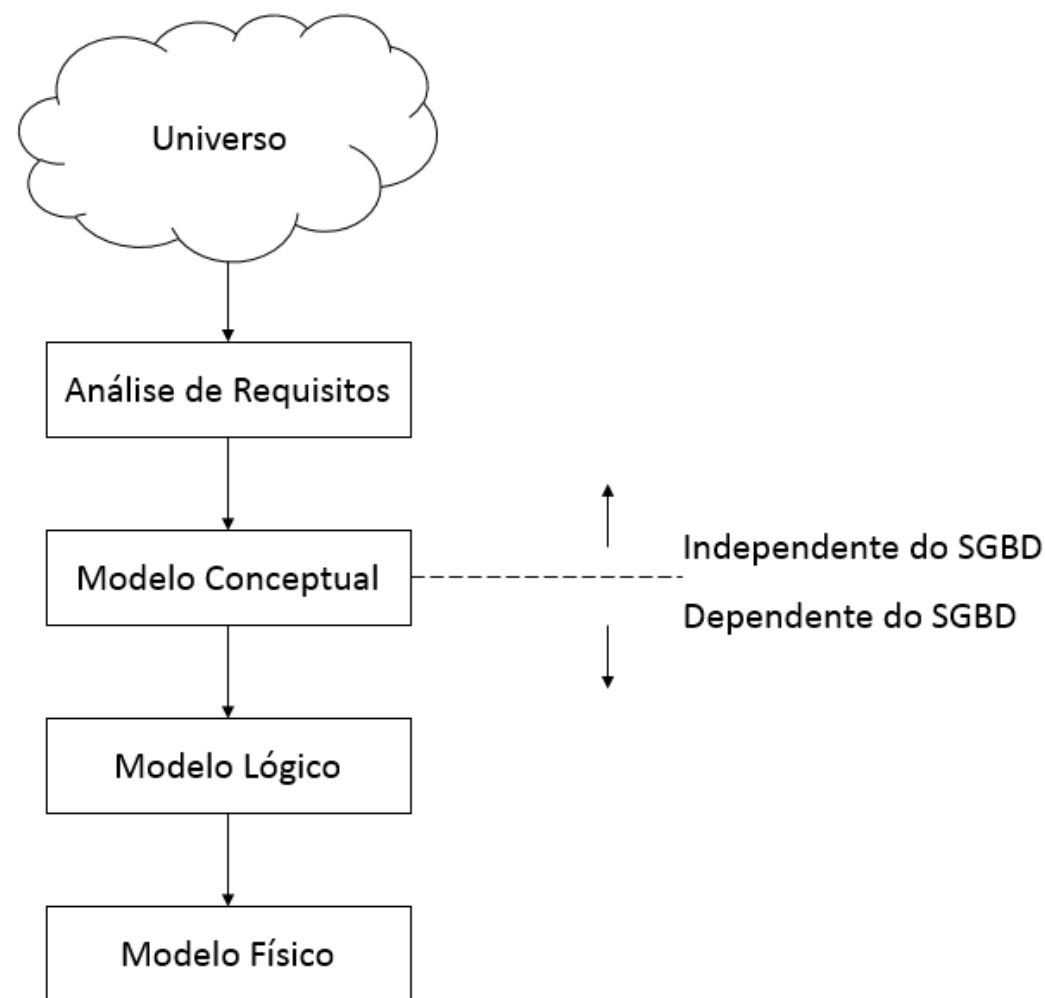 Universo
Análise de Requisitos
Modelo Conceptual
Independente do SGBD
Dependente do SGBD
Modelo Lógico
Modelo Físico